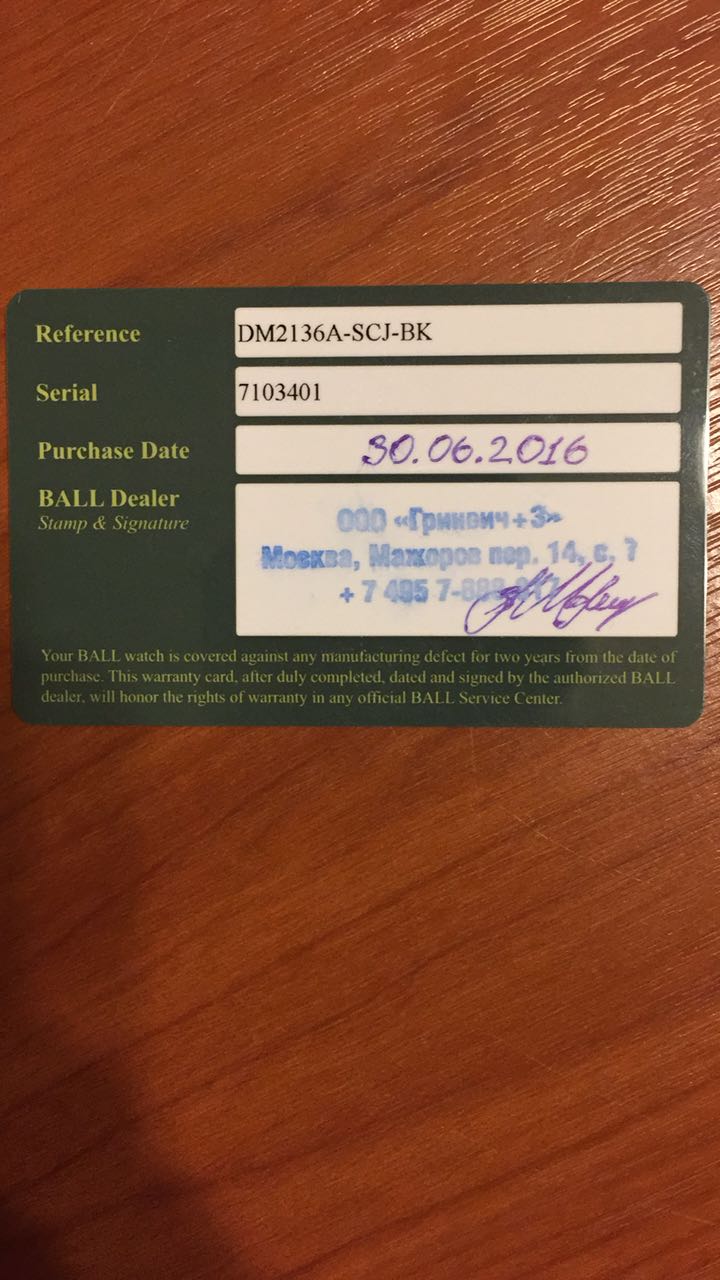 Reference
DM2136A-SCJ-BK
Serial
7103401
Purchase Date
30.06.2016
BALL Dealer
Stamp & Signature
ООО «Гринвич+3»
Москва, Мажоров пер. 14, с. 7
+ 7 495
Your BALL watch is covered against any manufacturing defect for two years from the date of
purchase. This warranty card, after duly completed, dated and signed by the authorized BALL
dealer, will honor the rights of warranty in any official BALL Service Center.